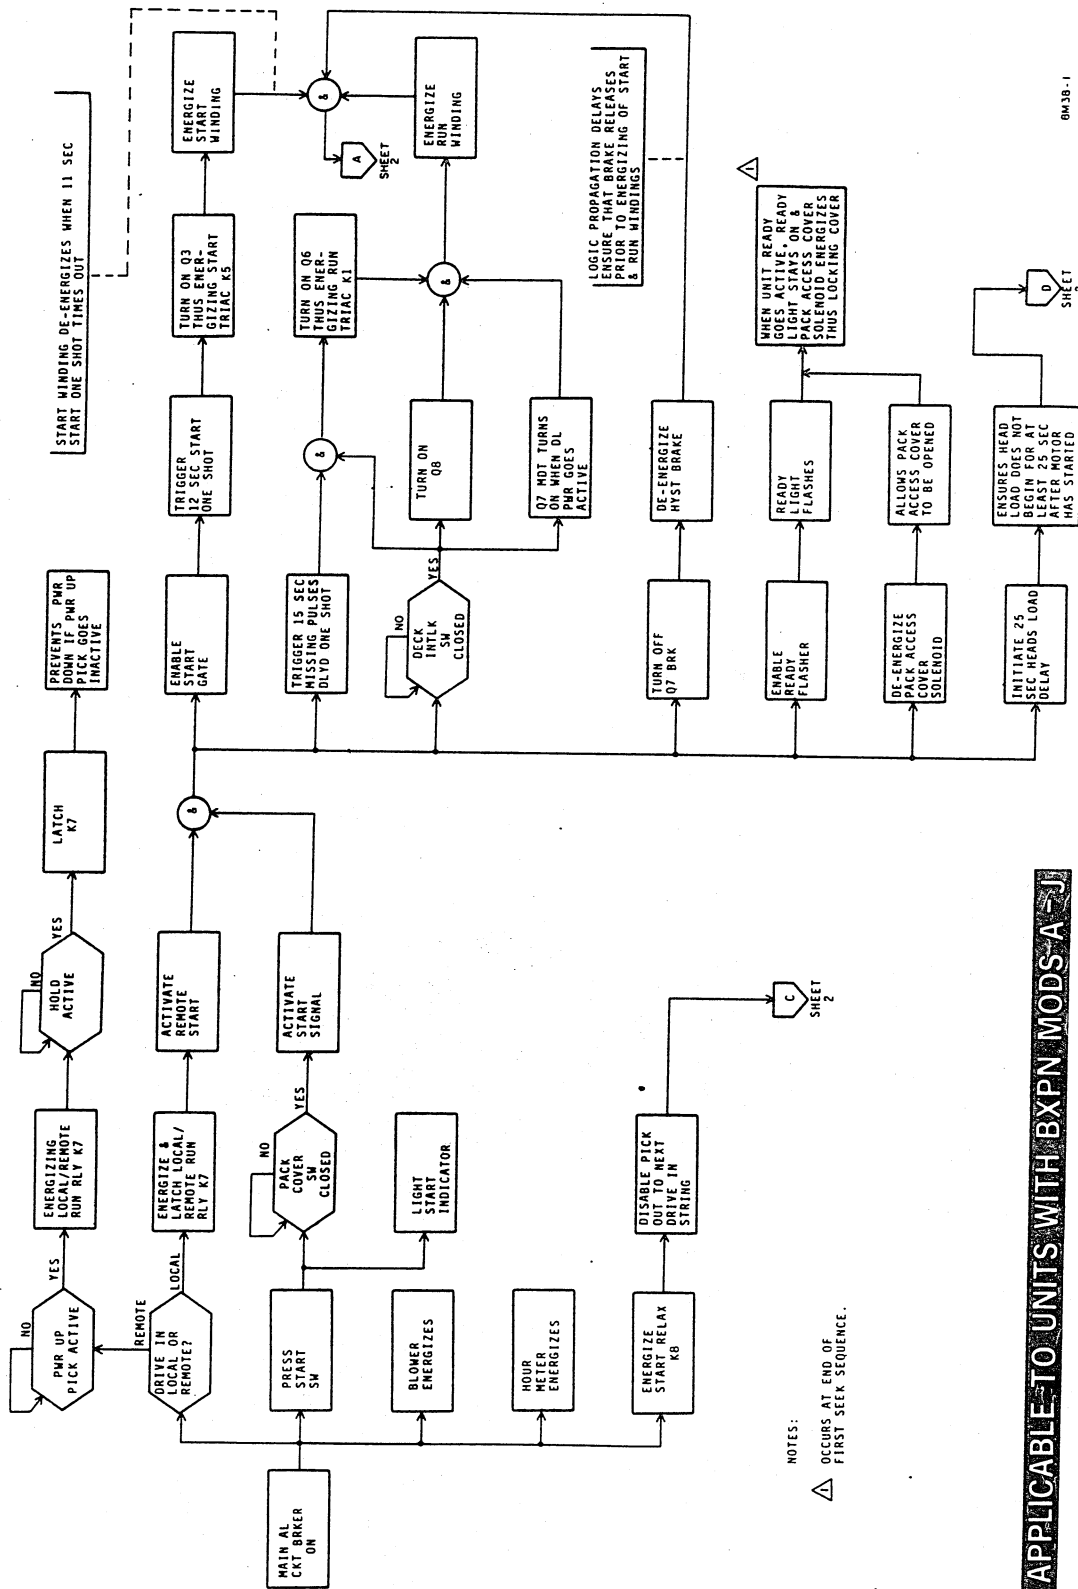 MAIN AL
CKT BRKER
ON
PWR UP
PICK ACTIVE
NO
YES
REMOTE
DRIVE IN
LOCAL OR
REMOTE?
LOCAL
PRESS
START
SW
BLOWER
ENERGIZES
HOUR
METER
ENERGIZES
ENERGIZE
START RELAX
K8
ENERGIZING
LOCAL/REMOTE
RUN RLY K7
ENERGIZE &
LATCH LOCAL/
REMOTE RUN
RLY K7
NO
PACK
COVER
SW
CLOSED
YES
LIGHT
START
INDICATOR
DISABLE PICK
OUT TO NEXT
DRIVE IN
STRING
C
SHEET
2
NO
HOLD
ACTIVE
YES
ACTIVATE
REMOTE
START
ACTIVATE
START
SIGNAL
LATCH
K7
&
PREVENTS PWR
DOWN IF PWR UP
PICK GOES
INACTIVE
ENABLE
START
GATE
TRIGGER 15 SEC
MISSING PULSES
DLYD ONE SHOT
NO
DECK
INTLK
SW
CLOSED
YES
TURN OFF
Q7 BRK
ENABLE
READY
FLASHER
DE-ENERGIZE
PACK ACCESS
COVER
SOLENOID
INITIATE 25
SEC HEADS LOAD
DELAY
TRIGGER
12 SEC START
ONE SHOT
&
TURN ON
Q8
Q7 MDT TURNS
ON WHEN DL
PWR GOES
ACTIVE
DE-ENERGIZE
HYST BRAKE
READY
LIGHT
FLASHES
ALLOWS PACK
ACCESS COVER
TO BE OPENED
ENSURES HEAD
LOAD DOES NOT
BEGIN FOR AT
LEAST 25 SEC
AFTER MOTOR
HAS STARTED
START WINDING DE-ENERGIZES WHEN 11 SEC
START ONE SHOT TIMES OUT
TURN ON Q3
THUS ENER-
GIZING START
TRIAC K5
TURN ON Q6
THUS ENER-
GIZING RUN
TRIAC K1
&
LOGIC PROPAGATION DELAYS
ENSURE THAT BRAKE RELEASES
PRIOR TO ENERGIZING OF START
& RUN WINDINGS
WHEN UNIT READY
GOES ACTIVE, READY
LIGHT STAYS ON &
PACK ACCESS COVER
SOLENOID ENERGIZES
THUS LOCKING COVER
1
D
SHEET
ENERGIZE
START
WINDING
&
A
SHEET
2
ENERGIZE
RUN
WINDING
NOTES:
1 OCCURS AT END OF
FIRST SEEK SEQUENCE.
APPLICABLE TO UNITS WITH BXPN MODS A-J
8M38-1